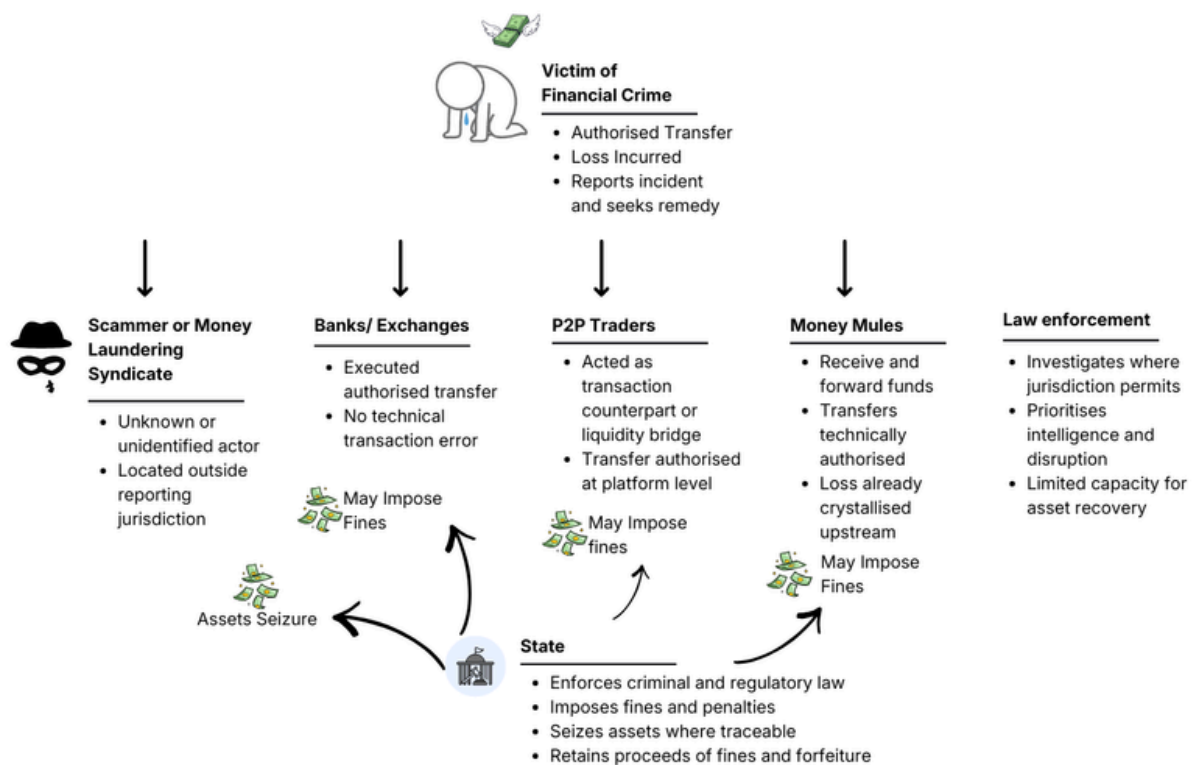 Victim of
Financial Crime
• Authorised Transfer
• Loss Incurred
• Reports incident
and seeks remedy
Scammer or Money
Laundering
Syndicate
• Unknown or
unidentified actor
• Located outside
reporting
jurisdiction
Assets Seizure
Banks/ Exchanges
• Executed
authorised transfer
• No technical
transaction error
May Impose
Fines
P2P Traders
• Acted as
transaction
counterpart or
liquidity bridge
• Transfer authorised
at platform level
May Impose
fines
Money Mules
• Receive and
forward funds
• Transfers
technically
authorised
• Loss already
crystallised
upstream
May Impose
Fines
Law enforcement
• Investigates where
jurisdiction permits
• Prioritises
intelligence and
disruption
• Limited capacity for
asset recovery
State
• Enforces criminal and regulatory law
• Imposes fines and penalties
• Seizes assets where traceable
• Retains proceeds of fines and forfeiture